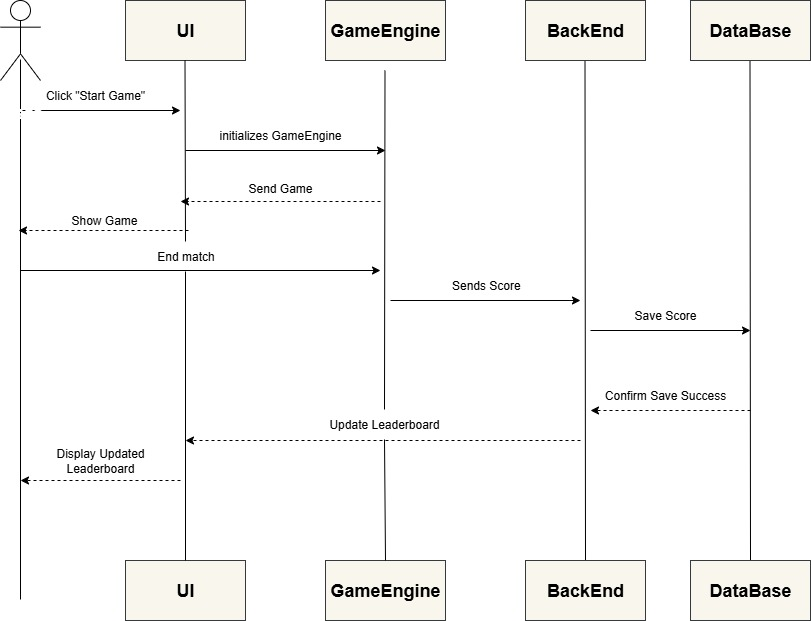 UI
GameEngine
BackEnd
DataBase
Click "Start Game"
initializes GameEngine
Send Game
Show Game
End match
Sends Score
Save Score
Confirm Save Success
Update Leaderboard
Display Updated
Leaderboard
UI
GameEngine
BackEnd
DataBase